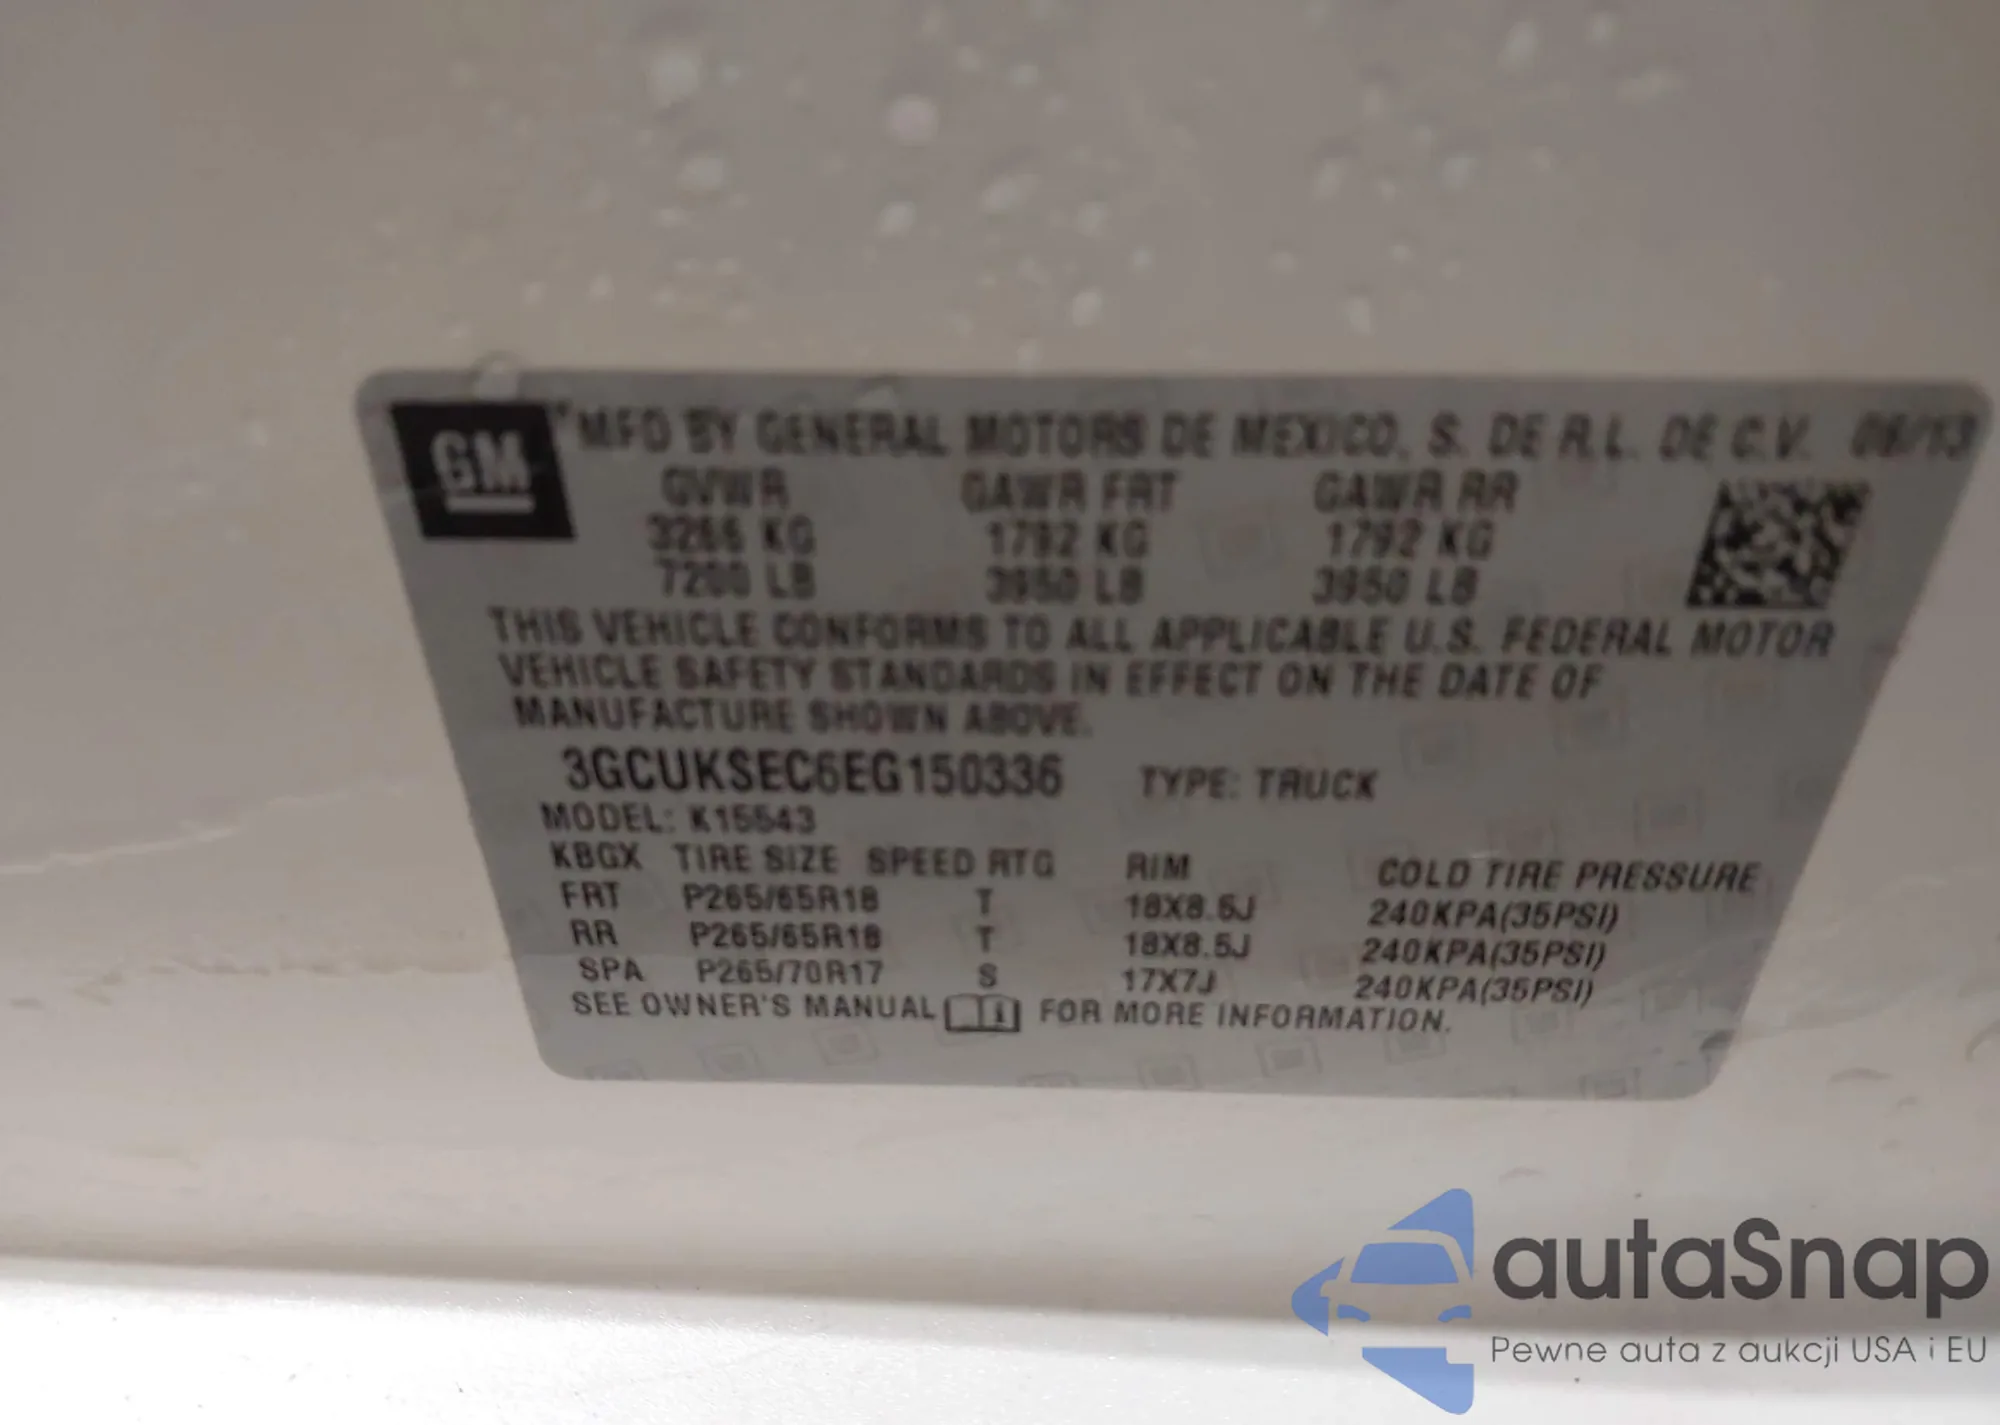 GM
MFD BY GENERAL MOTORS DE MEXICO, S. DE R.L. DE C.V. 06/13
GVWR GAWR FRT GAWR RR
3266 KG 1792 KG 1792 KG
7200 LB 3950 LB 3950 LB
THIS VEHICLE CONFORMS TO ALL APPLICABLE U.S. FEDERAL MOTOR
VEHICLE SAFETY STANDARDS IN EFFECT ON THE DATE OF
MANUFACTURE SHOWN ABOVE.
3GCUKSEC6EG150336 TYPE: TRUCK
MODEL: K15543
KBGX TIRE SIZE SPEED RTG RIM COLD TIRE PRESSURE
FRT P265/65R18 T 18X8.5J 240KPA(35PSI)
RR P265/65R18 T 18X8.5J 240KPA(35PSI)
SPA P265/70R17 S 17X7J 240KPA(35PSI)
SEE OWNER'S MANUAL FOR MORE INFORMATION.
autaSnap
Pewne auta z aukcji USA i EU